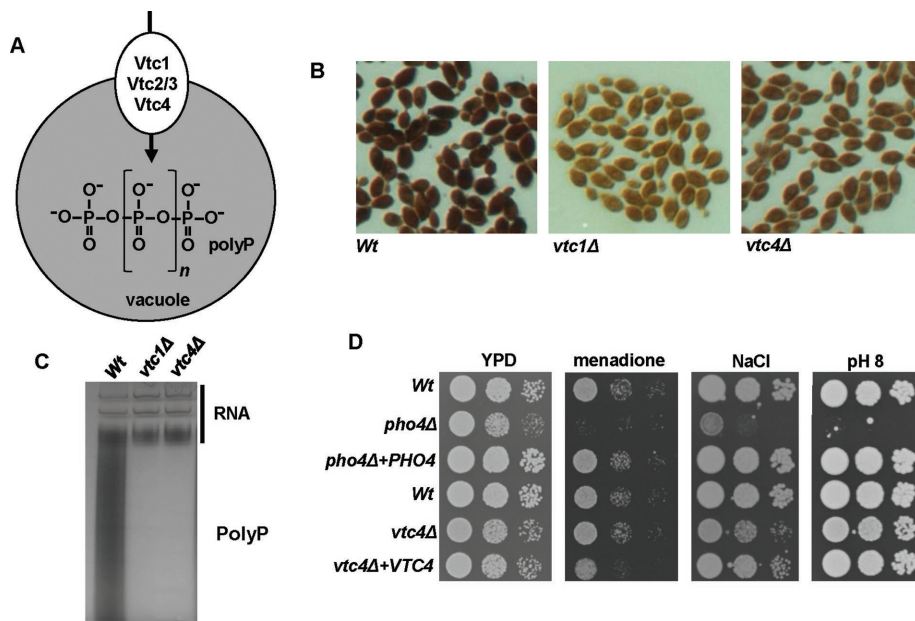 A
Vtc1
Vtc2/3
Vtc4
O⁻ O⁻ O⁻
⁻O-P-O-P-O-P-O⁻
O O O
polyP
n
vacuole
B
Wt
vtc1Δ
vtc4Δ
C
Wt
vtc1Δ
vtc4Δ
RNA
PolyP
D
YPD
menadione
NaCl
pH 8
Wt
pho4Δ
pho4Δ+PHO4
Wt
vtc4Δ
vtc4Δ+VTC4